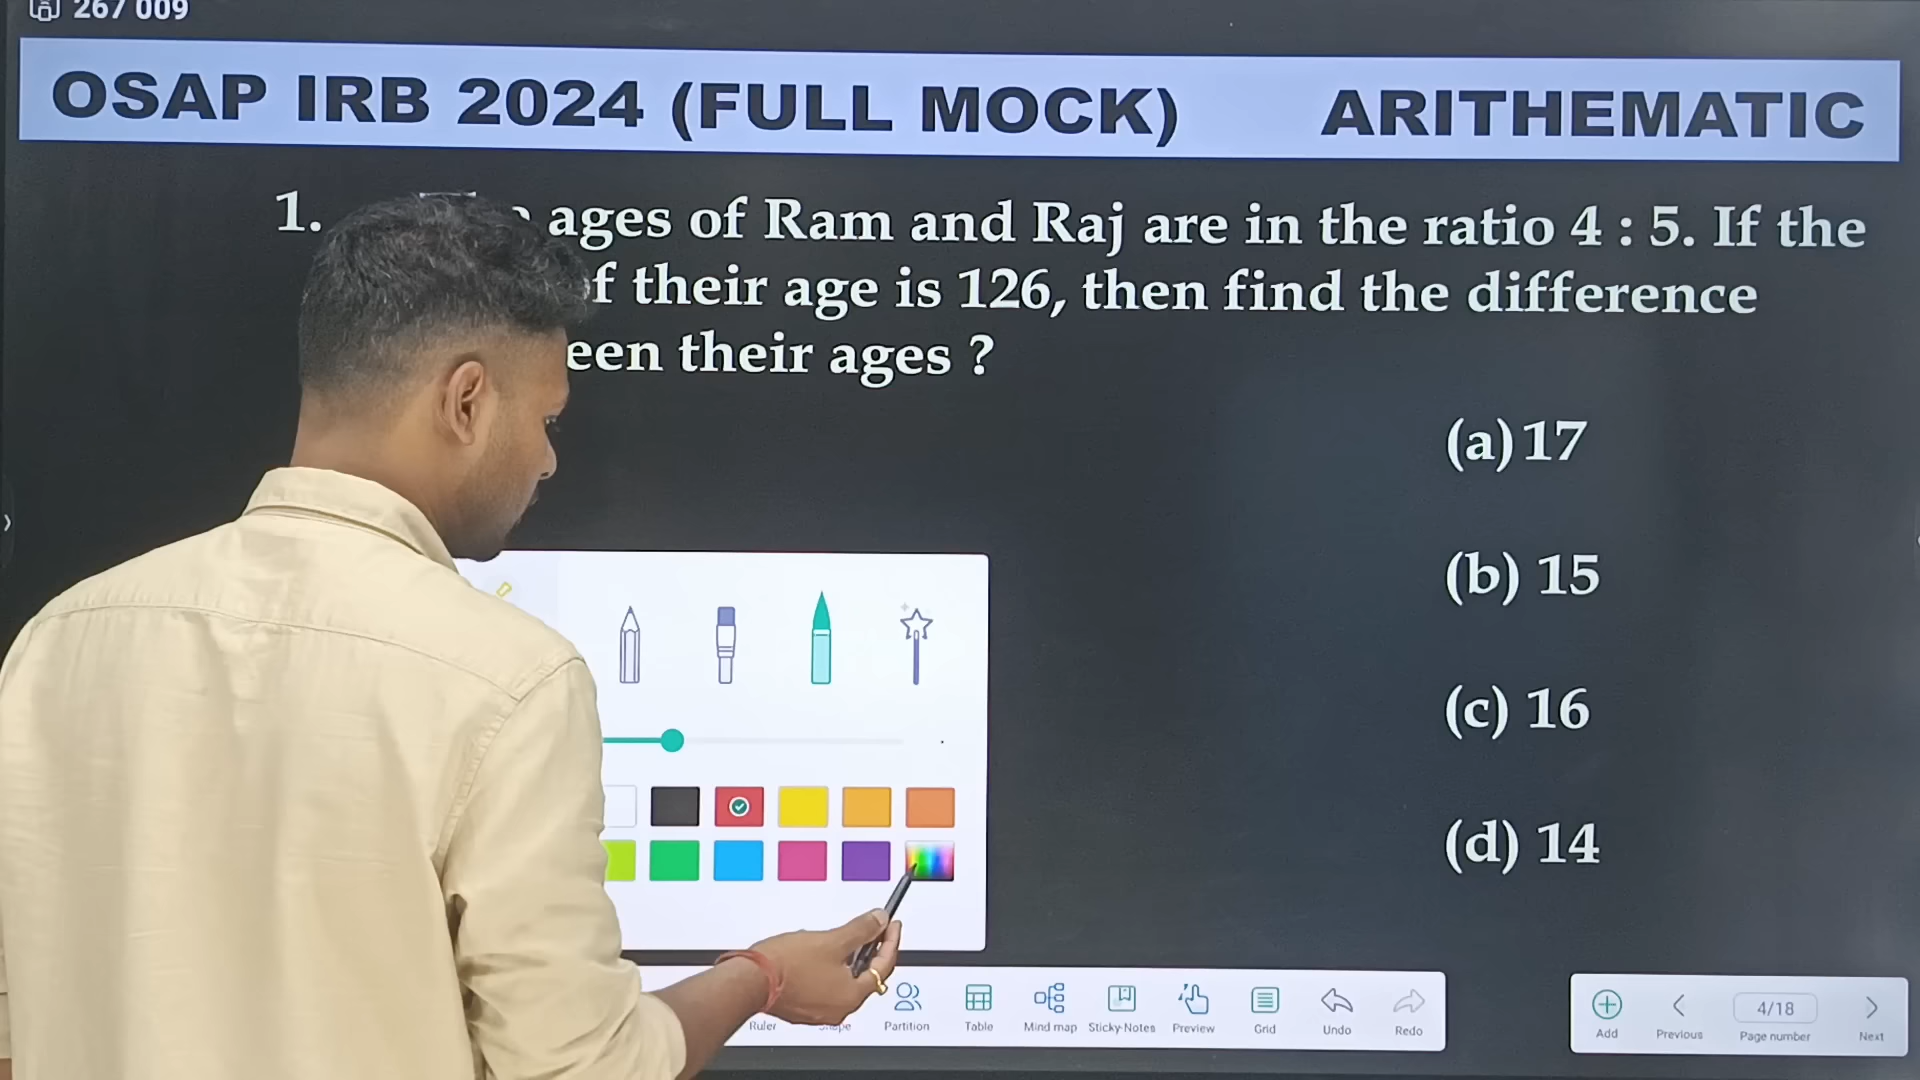 267 009
OSAP IRB 2024 (FULL MOCK) ARITHEMATIC
1. ages of Ram and Raj are in the ratio 4 : 5. If the
their age is 126, then find the difference
their ages ?
(a) 17
(b) 15
(c) 16
(d) 14
Ruler Partition Table Mind map Sticky-Notes Preview Grid Undo Redo
Add Previous 4/18 Page number Next